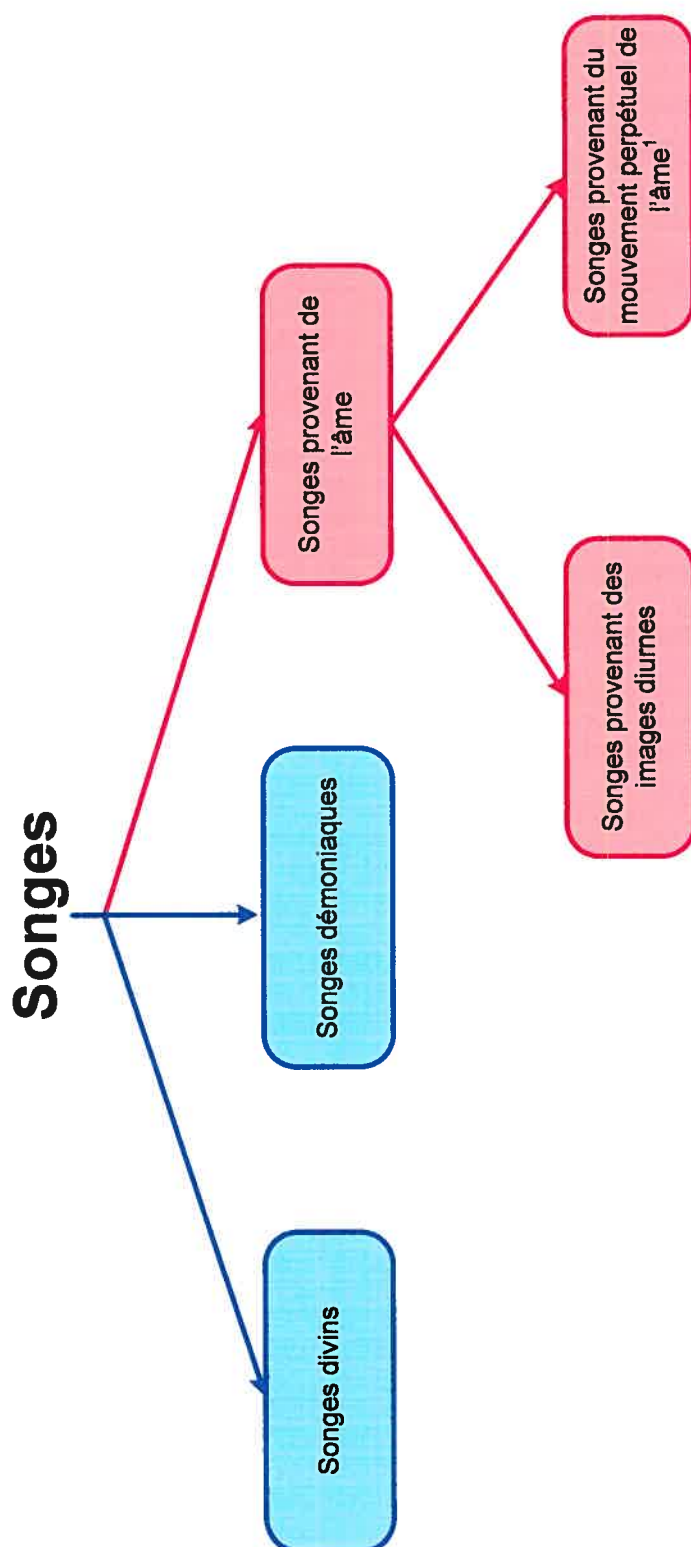 Songes
Songes divins
Songes démoniaques
Songes provenant de
l'âme
Songes provenant des
images diurnes
Songes provenant du
mouvement perpétuel de
l'âme¹